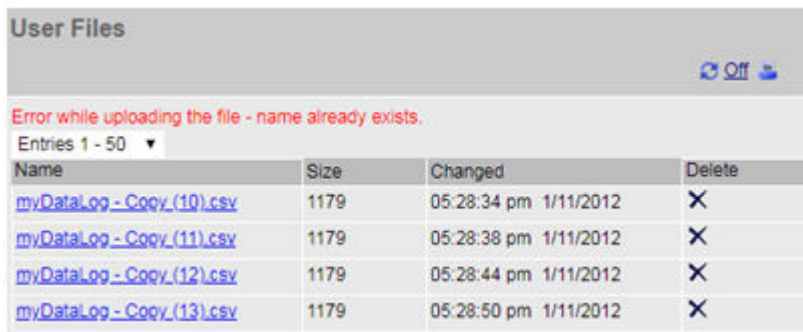 User Files
Off
Error while uploading the file - name already exists.
Entries 1 - 50
Name Size Changed Delete
myDataLog - Copy (10).csv 1179 05:28:34 pm 1/11/2012
myDataLog - Copy (11).csv 1179 05:28:38 pm 1/11/2012
myDataLog - Copy (12).csv 1179 05:28:44 pm 1/11/2012
myDataLog - Copy (13).csv 1179 05:28:50 pm 1/11/2012